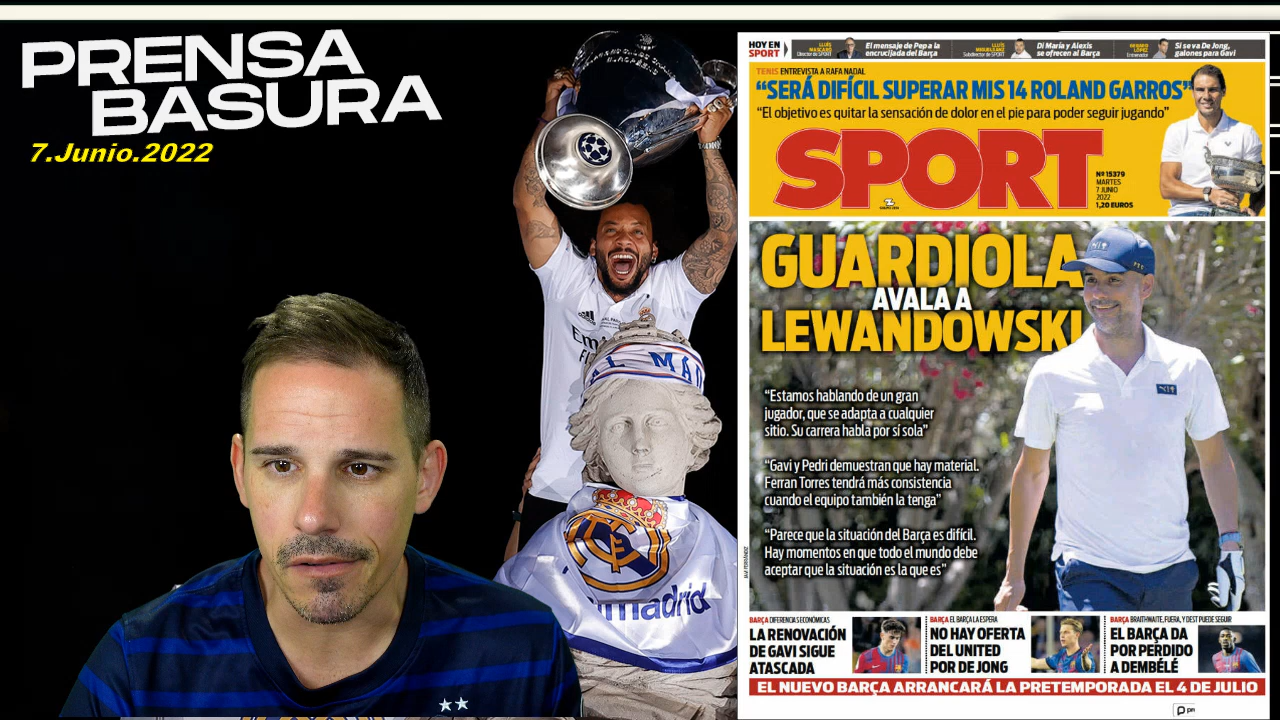 PRENSA
BASURA
7.Junio.2022
HOY EN
SPORT
El mensaje de Pep a la
encrucijada del Barça
Di María y Alexis
se ofrecen al Barça
Si se va De Jong,
galones para Gavi
TENIS ENTREVISTA A RAFA NADAL
“SERÁ DIFÍCIL SUPERAR MIS 14 ROLAND GARROS”
“El objetivo es quitar la sensación de dolor en el pie para poder seguir jugando”
SPORT
Nº 15379
MARTES
7 JUNIO
2022
1,20 EUROS
GUARDIOLA
AVALA A
LEWANDOWSKI
“Estamos hablando de un gran
jugador, que se adapta a cualquier
sitio. Su carrera habla por sí sola”
“Gavi y Pedri demuestran que hay material.
Ferran Torres tendrá más consistencia
cuando el equipo también la tenga”
“Parece que la situación del Barça es difícil.
Hay momentos en que todo el mundo debe
aceptar que la situación es la que es”
BARÇA DIFERENCIAS ECONÓMICAS
LA RENOVACIÓN
DE GAVI SIGUE
ATASCADA
BARÇA EL BARÇA LA ESPERA
NO HAY OFERTA
DEL UNITED
POR DE JONG
BARÇA BRAITHWAITE, FUERA, Y DEST PUEDE SEGUIR
EL BARÇA DA
POR PERDIDO
A DEMBÉLÉ
EL NUEVO BARÇA ARRANCARÁ LA PRETEMPORADA EL 4 DE JULIO
AL MAD
madrid